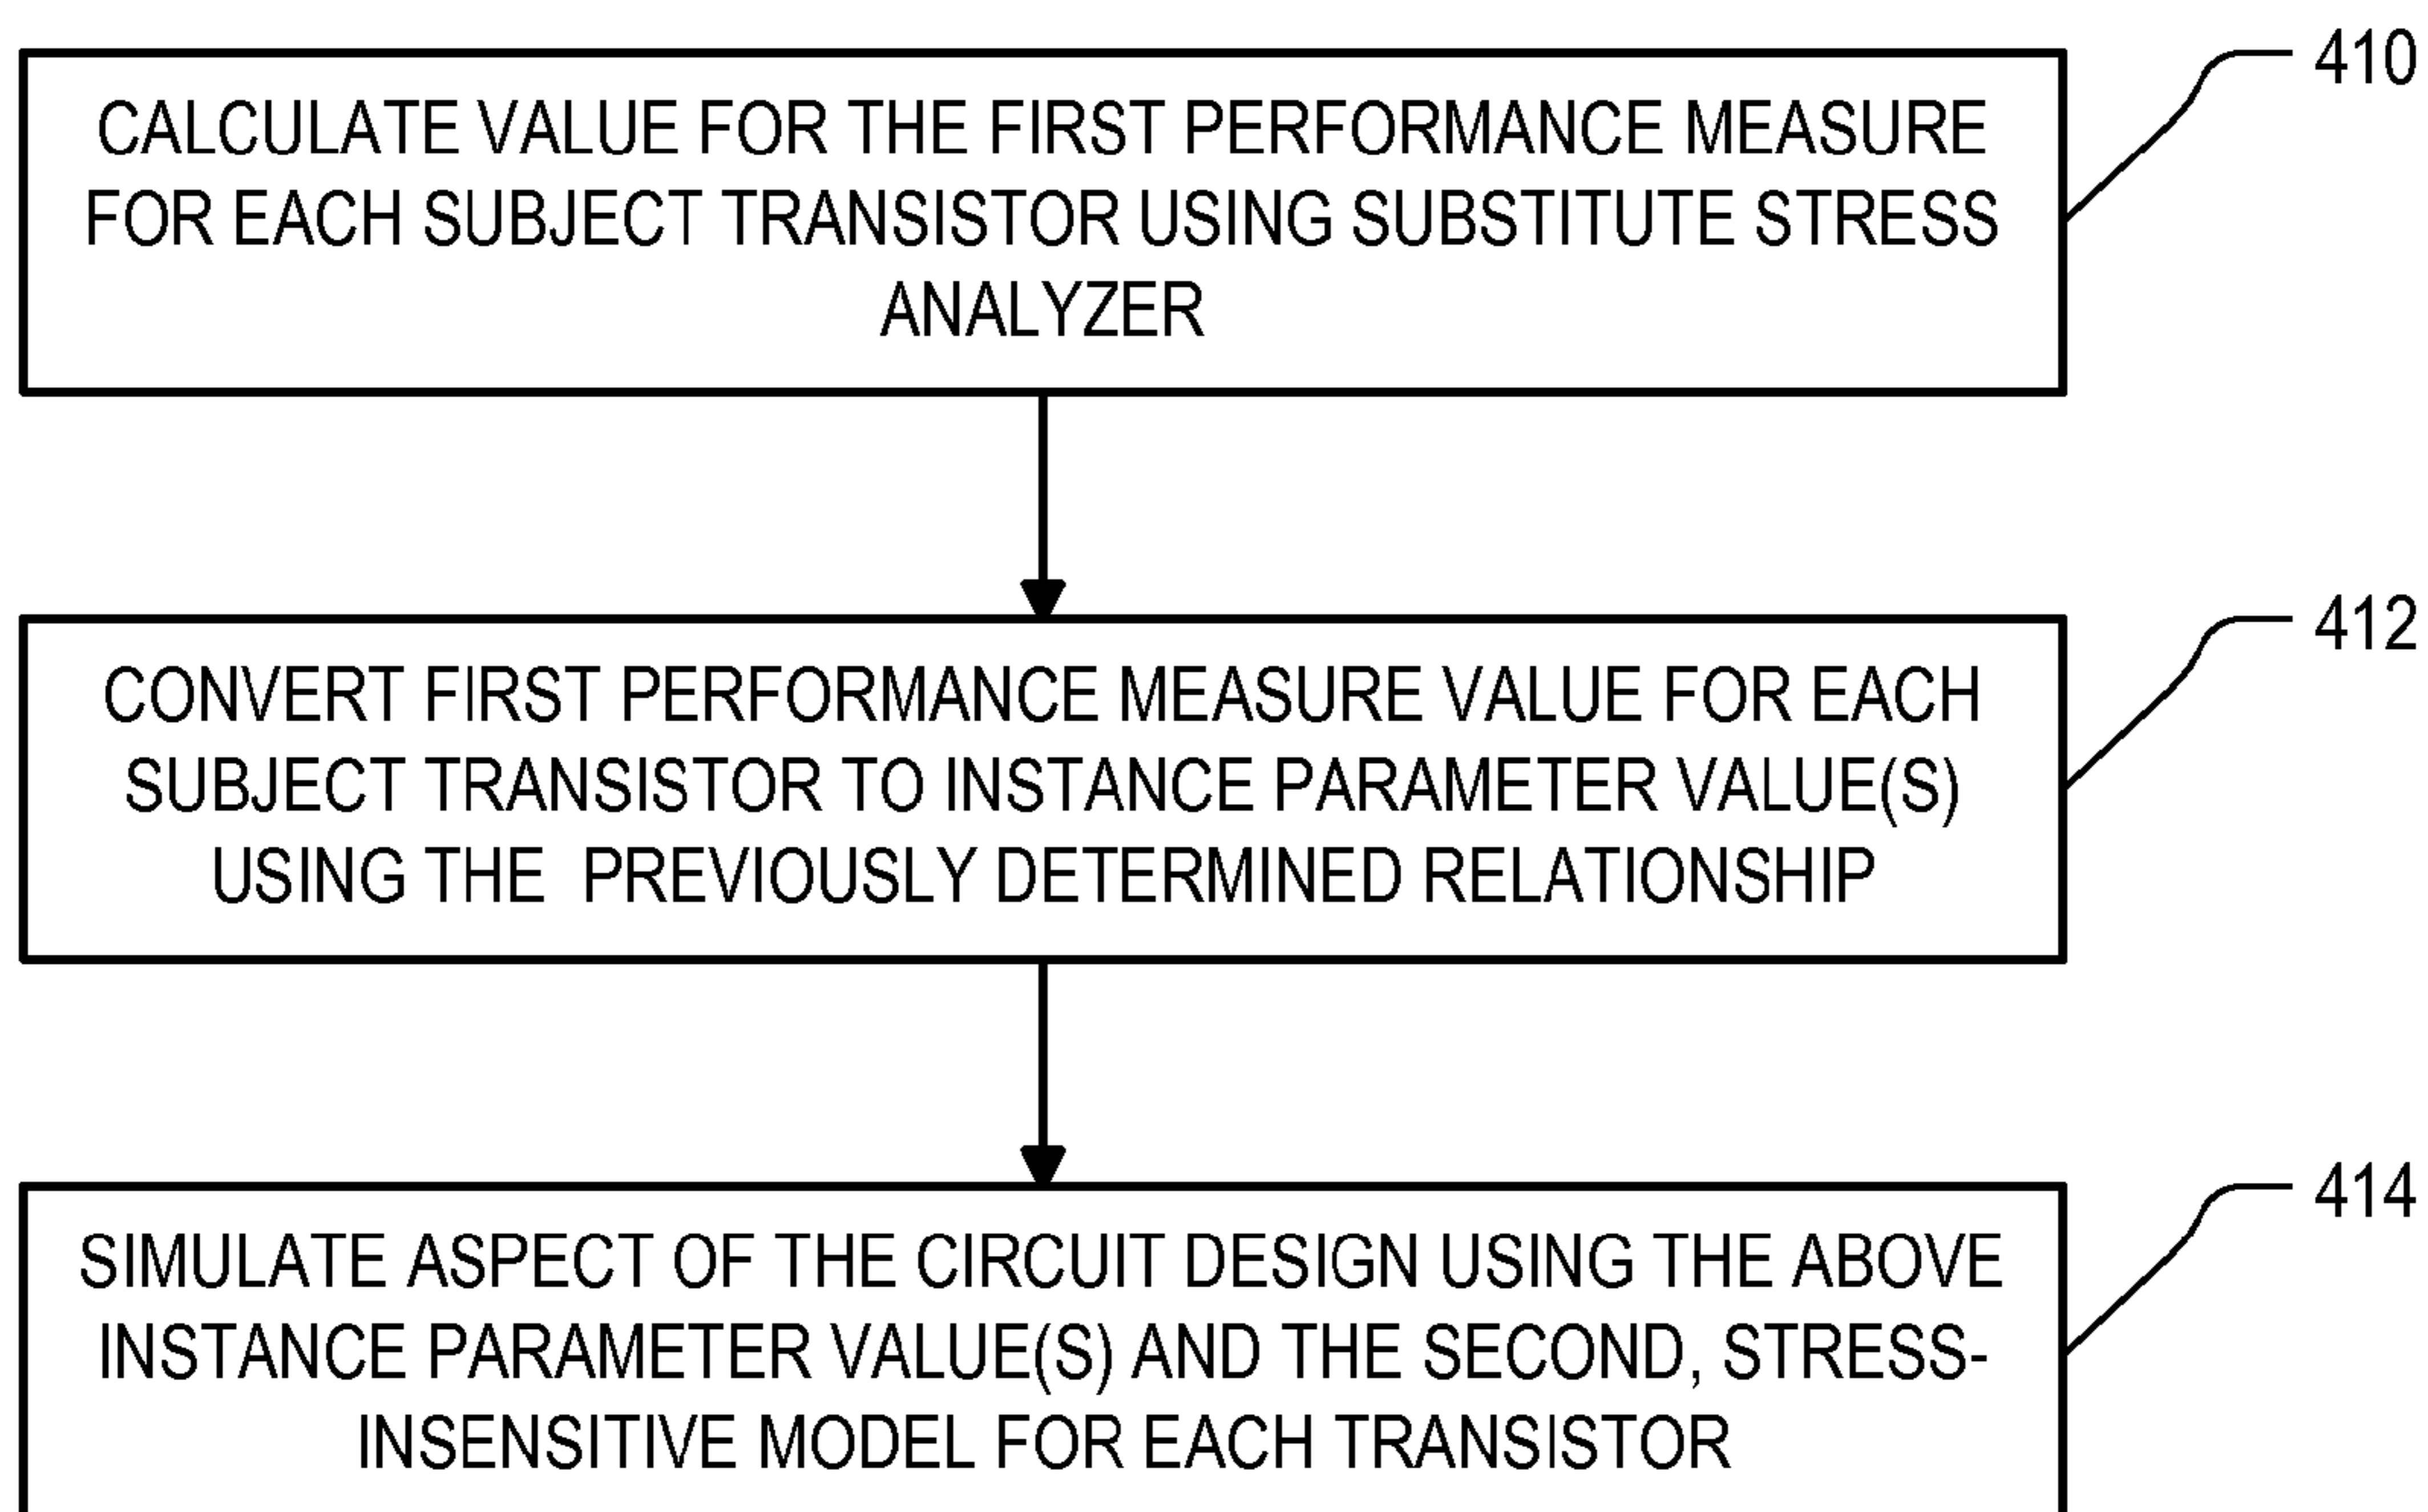 410
CALCULATE VALUE FOR THE FIRST PERFORMANCE MEASURE
FOR EACH SUBJECT TRANSISTOR USING SUBSTITUTE STRESS
ANALYZER
412
CONVERT FIRST PERFORMANCE MEASURE VALUE FOR EACH
SUBJECT TRANSISTOR TO INSTANCE PARAMETER VALUE(S)
USING THE PREVIOUSLY DETERMINED RELATIONSHIP
414
SIMULATE ASPECT OF THE CIRCUIT DESIGN USING THE ABOVE
INSTANCE PARAMETER VALUE(S) AND THE SECOND, STRESS-
INSENSITIVE MODEL FOR EACH TRANSISTOR